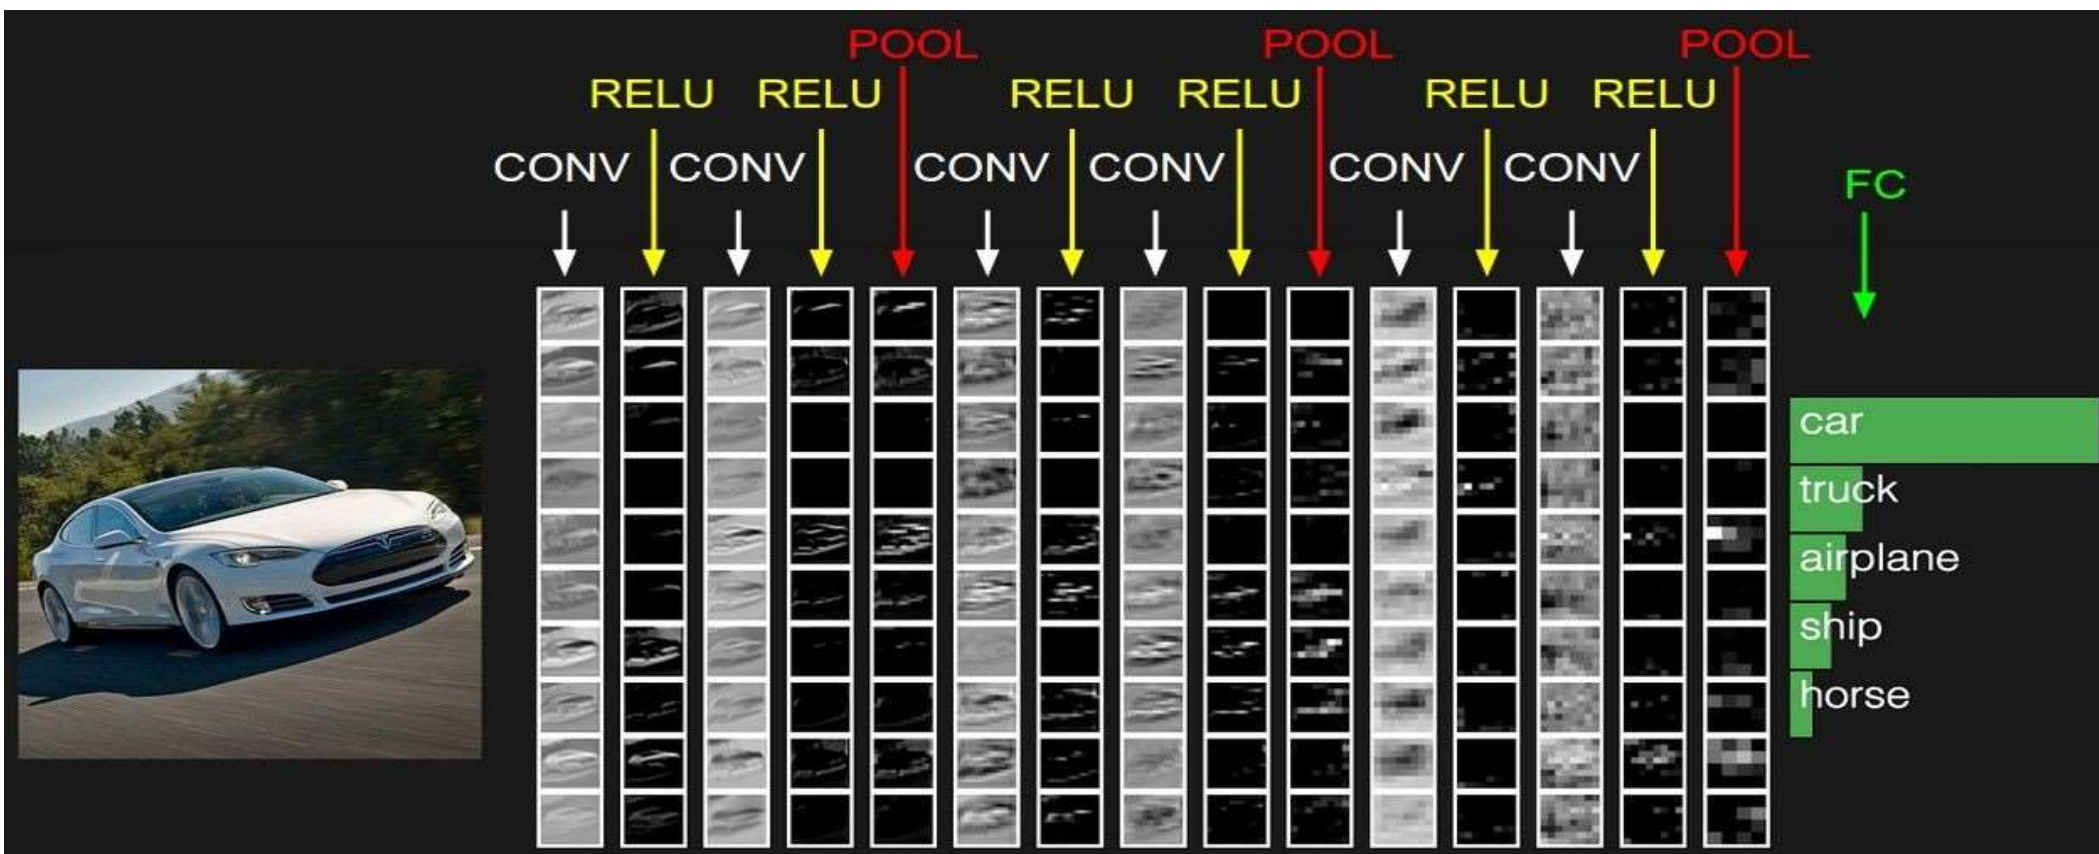 POOL POOL POOL
RELU RELU RELU RELU RELU RELU
CONV CONV CONV CONV CONV CONV
FC
car
truck
airplane
ship
horse